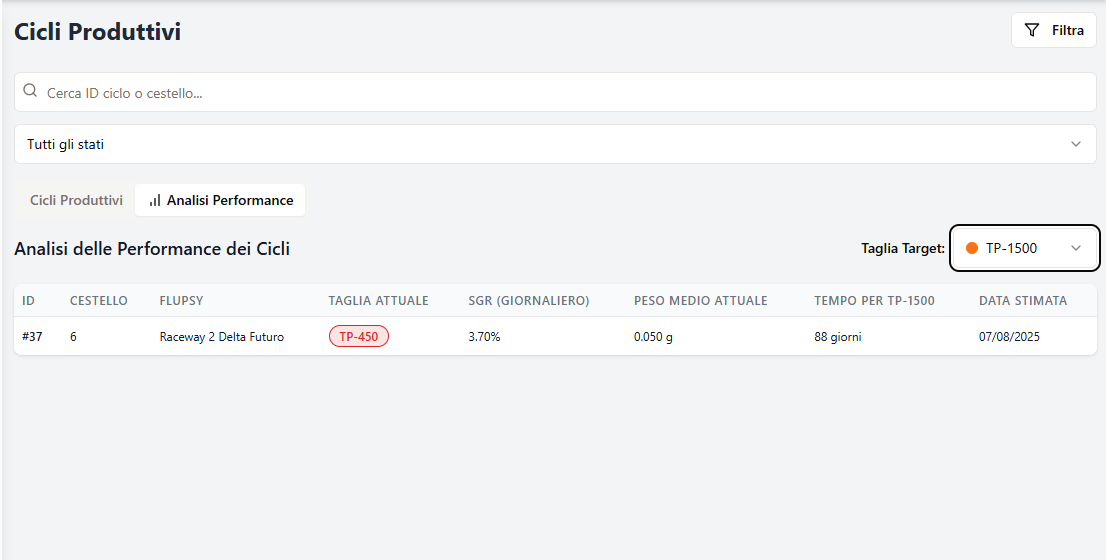 Cicli Produttivi
Filtra
Cerca ID ciclo o cestello...
Tutti gli stati
Cicli Produttivi Analisi Performance
Analisi delle Performance dei Cicli Taglia Target: TP-1500
ID CESTELLO FLUPSY TAGLIA ATTUALE SGR (GIORNALIERO) PESO MEDIO ATTUALE TEMPO PER TP-1500 DATA STIMATA
#37 6 Raceway 2 Delta Futuro TP-450 3.70% 0.050 g 88 giorni 07/08/2025